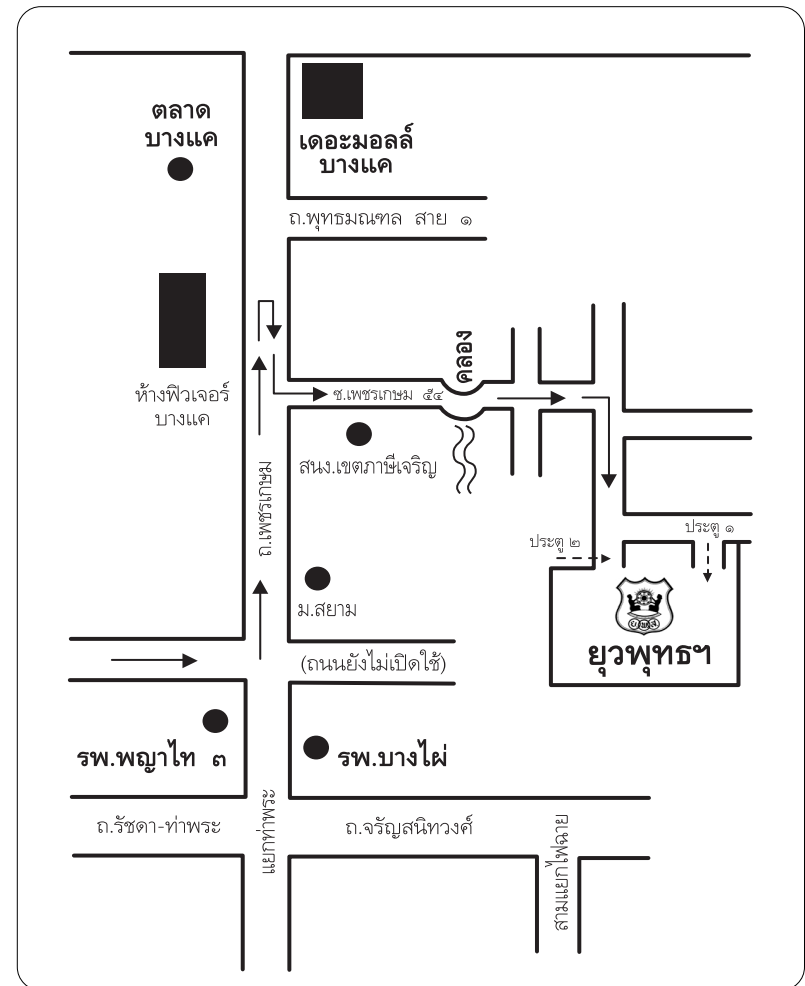 ตลาด
บางแค
เดอะมอลล์
บางแค
ถ.พุทธมณฑล สาย ๑
คลอง
ห้างฟิวเจอร์
บางแค
ซ.เพชรเกษม ๕๔
สนง.เขตภาษีเจริญ
ถ.เพชรเกษม
ประตู ๑
ประตู ๒
ม.สยาม
ยพส
ยุวพุทธฯ
(ถนนยังไม่เปิดใช้)
รพ.พญาไท ๓
รพ.บางไผ่
ถ.รัชดา-ท่าพระ
แยกท่าพระ
ถ.จรัญสนิทวงศ์
สามแยกไฟฉาย